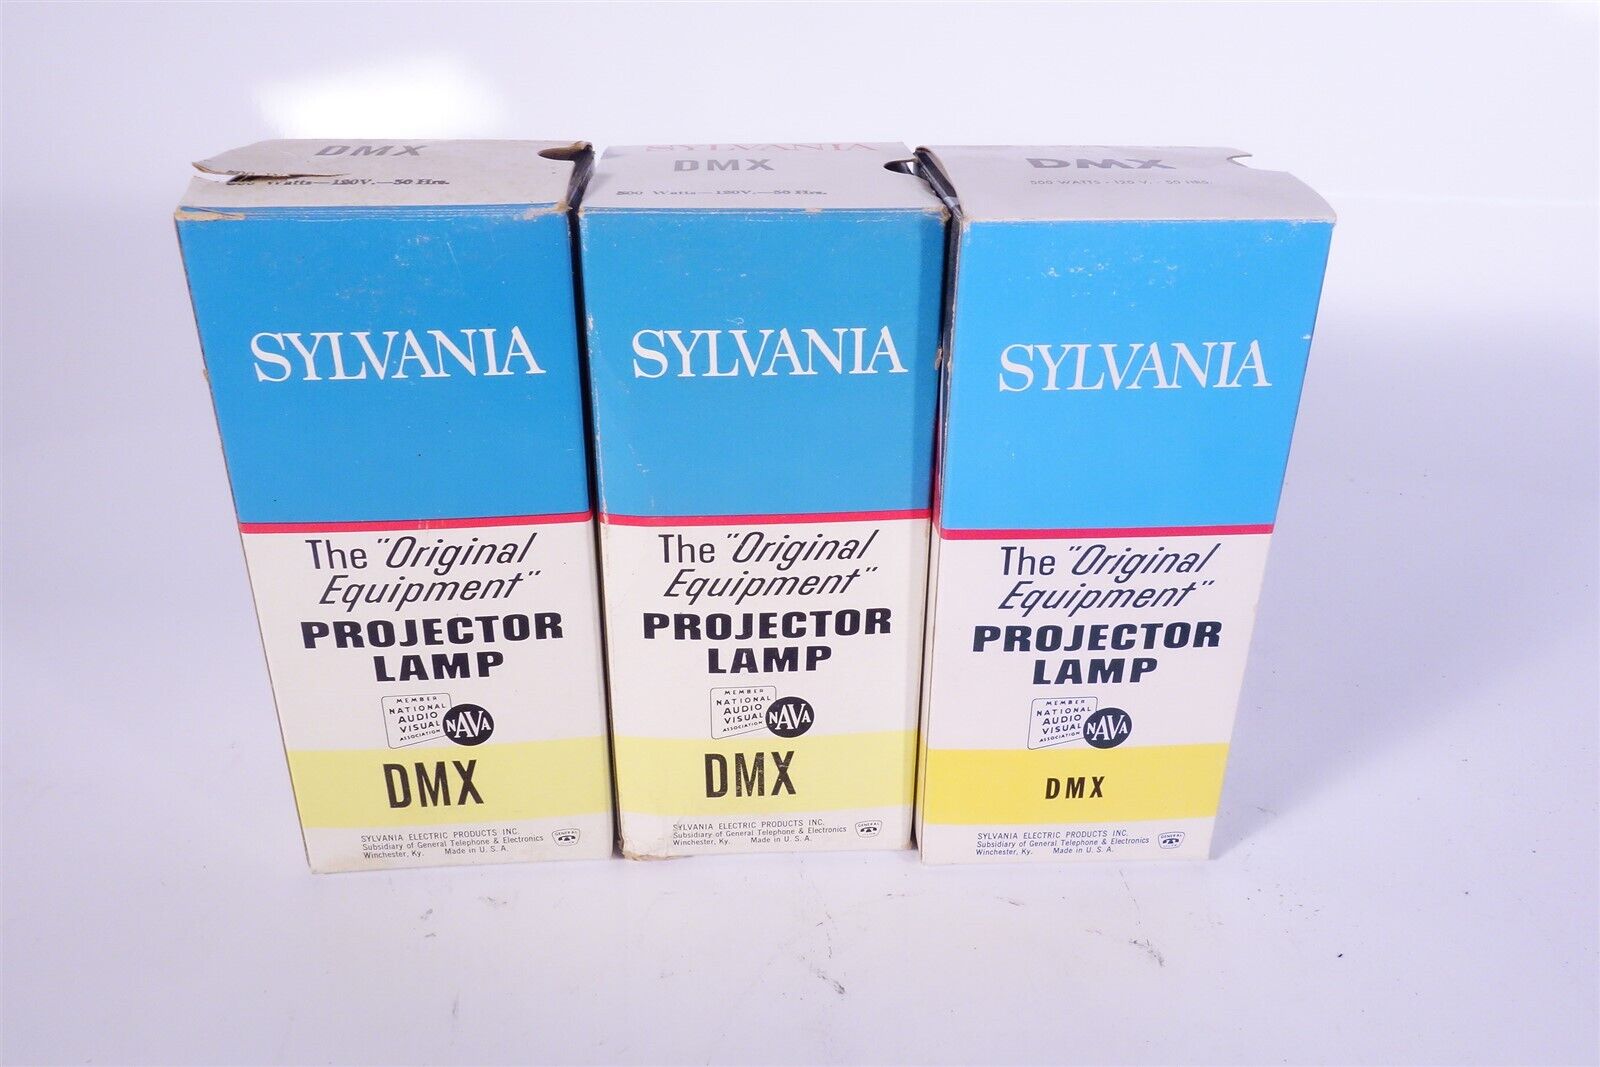 DMX
Watts—120V.—50 Hrs.
SYLVANIA
The "Original
Equipment"
PROJECTOR
LAMP
MEMBER
NATIONAL
AUDIO
VISUAL
ASSOCIATION
NAVA
DMX
SYLVANIA ELECTRIC PRODUCTS INC.
Subsidiary of General Telephone & Electronics
Winchester, Ky. Made in U. S. A.
GENERAL
SYLVANIA
DMX
500 Watts—120V.—50 Hrs.
SYLVANIA
The "Original
Equipment"
PROJECTOR
LAMP
MEMBER
NATIONAL
AUDIO
VISUAL
ASSOCIATION
NAVA
DMX
SYLVANIA ELECTRIC PRODUCTS INC.
Subsidiary of General Telephone & Electronics
Winchester, Ky. Made in U. S. A.
GENERAL
DMX
500 WATTS - 120 V. - 50 HRS.
SYLVANIA
The "Original
Equipment"
PROJECTOR
LAMP
MEMBER
NATIONAL
AUDIO
VISUAL
ASSOCIATION
NAVA
DMX
SYLVANIA ELECTRIC PRODUCTS INC.
Subsidiary of General Telephone & Electronics
Winchester, Ky. Made in U. S. A.
GENERAL